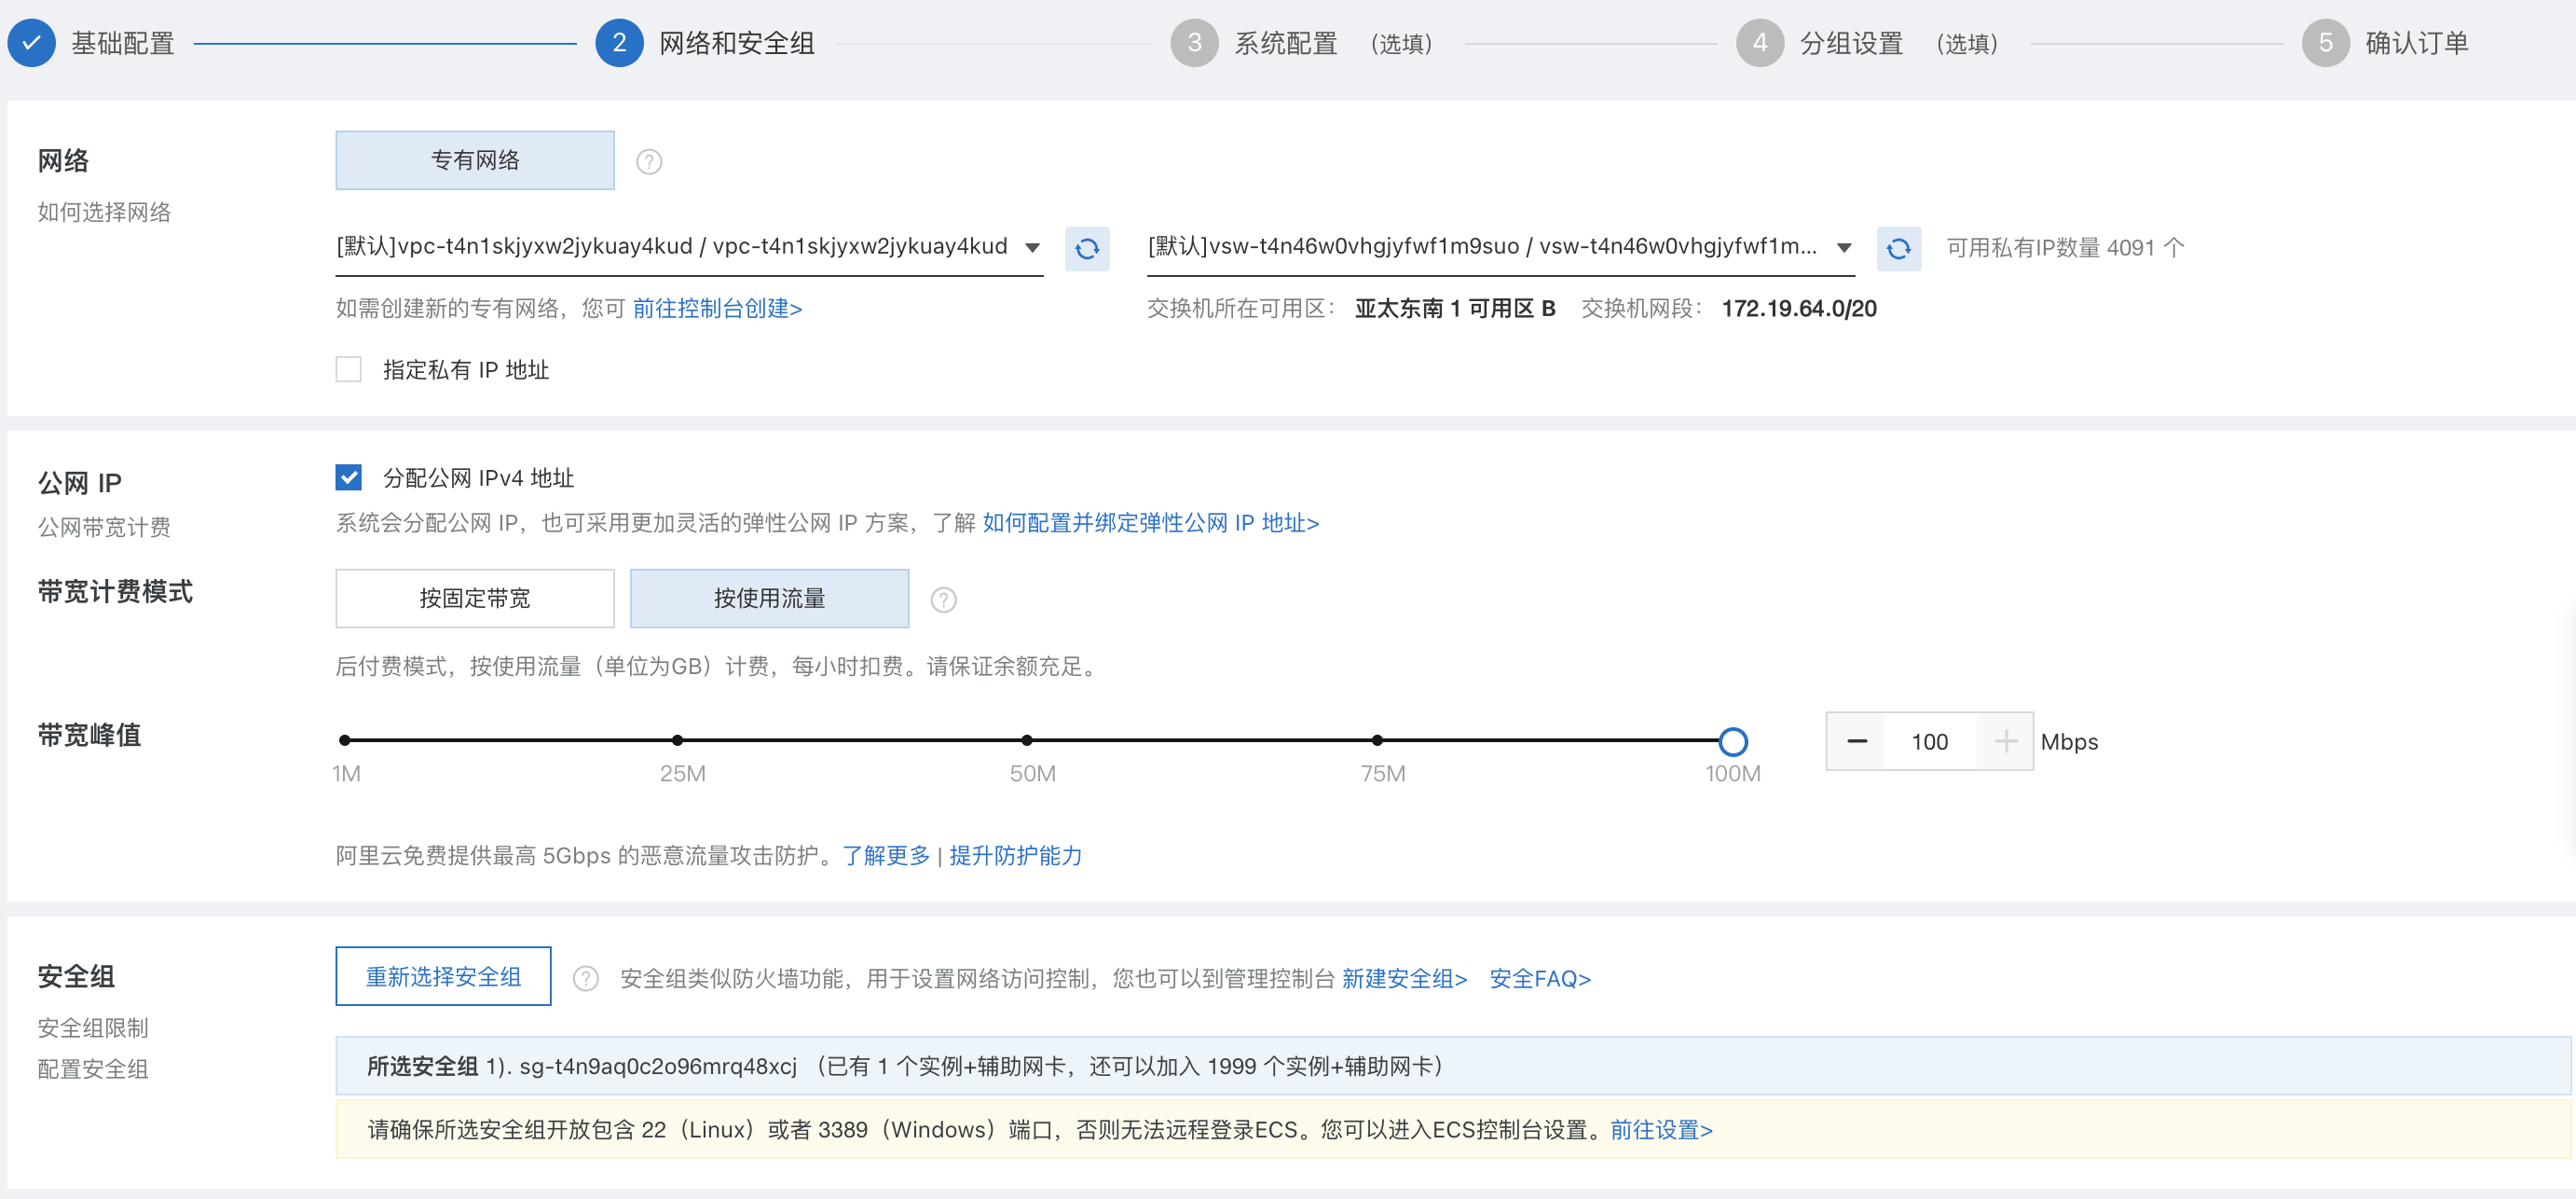 基础配置
2 网络和安全组
3 系统配置 (选填)
4 分组设置 (选填)
5 确认订单
网络
专有网络
?
如何选择网络
[默认]vpc-t4n1skjyxw2jykuay4kud / vpc-t4n1skjyxw2jykuay4kud
[默认]vsw-t4n46w0vhgjyfwf1m9suo / vsw-t4n46w0vhgjyfwf1m...
可用私有IP数量 4091 个
如需创建新的专有网络，您可 前往控制台创建>
交换机所在可用区： 亚太东南 1 可用区 B 交换机网段： 172.19.64.0/20
指定私有 IP 地址
公网 IP
分配公网 IPv4 地址
公网带宽计费
系统会分配公网 IP，也可采用更加灵活的弹性公网 IP 方案，了解 如何配置并绑定弹性公网 IP 地址>
带宽计费模式
按固定带宽
按使用流量
?
后付费模式，按使用流量（单位为GB）计费，每小时扣费。请保证余额充足。
带宽峰值
1M 25M 50M 75M 100M
− 100 + Mbps
阿里云免费提供最高 5Gbps 的恶意流量攻击防护。了解更多 | 提升防护能力
安全组
重新选择安全组
? 安全组类似防火墙功能，用于设置网络访问控制，您也可以到管理控制台 新建安全组> 安全FAQ>
安全组限制
配置安全组
所选安全组 1). sg-t4n9aq0c2o96mrq48xcj （已有 1 个实例+辅助网卡，还可以加入 1999 个实例+辅助网卡）
请确保所选安全组开放包含 22（Linux）或者 3389（Windows）端口，否则无法远程登录ECS。您可以进入ECS控制台设置。前往设置>